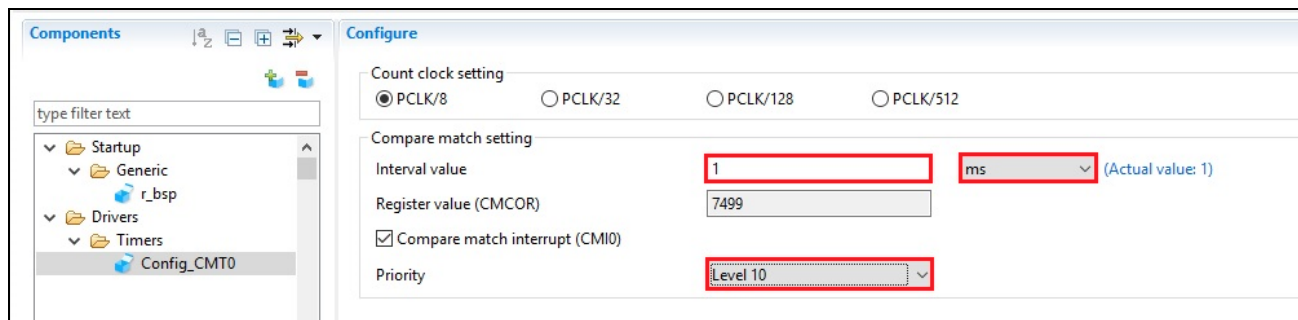 Components
Configure
type filter text
Startup
Generic
r_bsp
Drivers
Timers
Config_CMT0
Count clock setting
PCLK/8 PCLK/32 PCLK/128 PCLK/512
Compare match setting
Interval value 1 ms (Actual value: 1)
Register value (CMCOR) 7499
Compare match interrupt (CMI0)
Priority Level 10